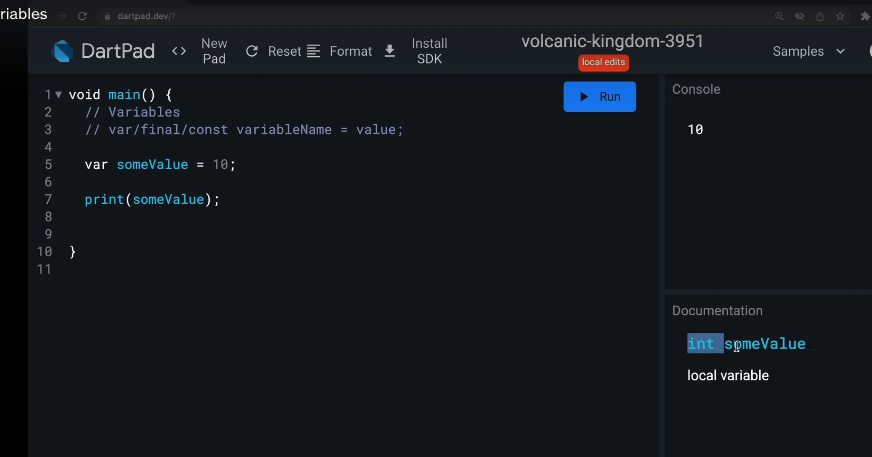 riables
dartpad.dev/?
DartPad <> New Pad Reset Format Install SDK volcanic-kingdom-3951 Samples
local edits
1 void main() {
2 // Variables
3 // var/final/const variableName = value;
4
5 var someValue = 10;
6
7 print(someValue);
8
9
10 }
11
Run
Console
10
Documentation
int someValue
local variable